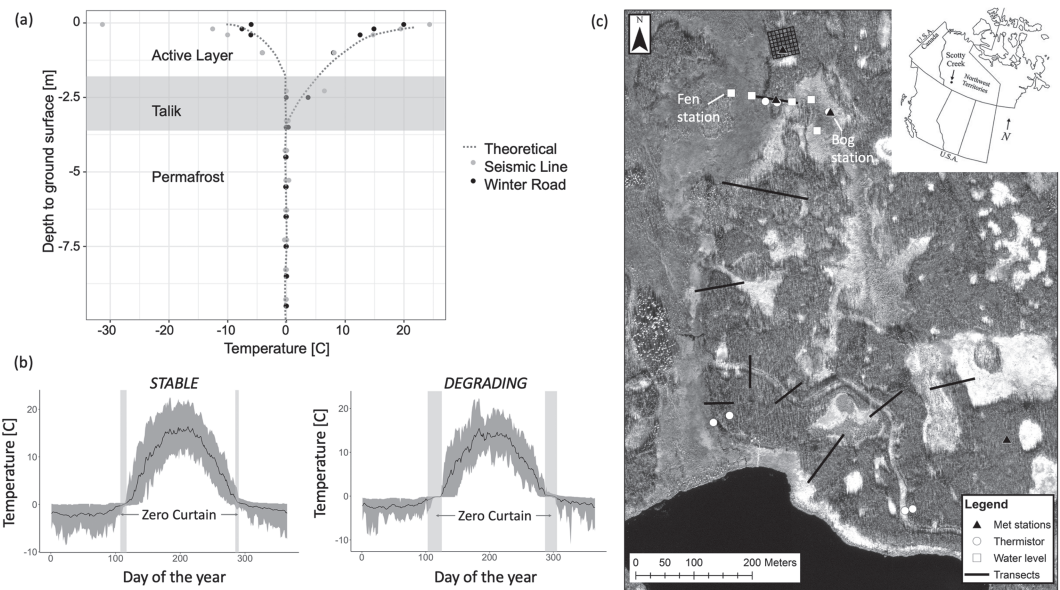 (a)
0
-2.5
-5
-7.5
Depth to ground surface [m]
Active Layer
Talik
Permafrost
-30
-20
-10
0
10
20
Temperature [C]
Theoretical
Seismic Line
Winter Road
(b)
STABLE
20
10
0
-10
Temperature [C]
Zero Curtain
0
100
200
300
Day of the year
DEGRADING
20
10
0
-10
Temperature [C]
Zero Curtain
0
100
200
300
Day of the year
(c)
N
Fen
station
Bog
station
U.S.A.
Canada
Scotty
Creek
Northwest
Territories
N
U.S.A.
0 50 100 200 Meters
Legend
Met stations
Thermistor
Water level
Transects